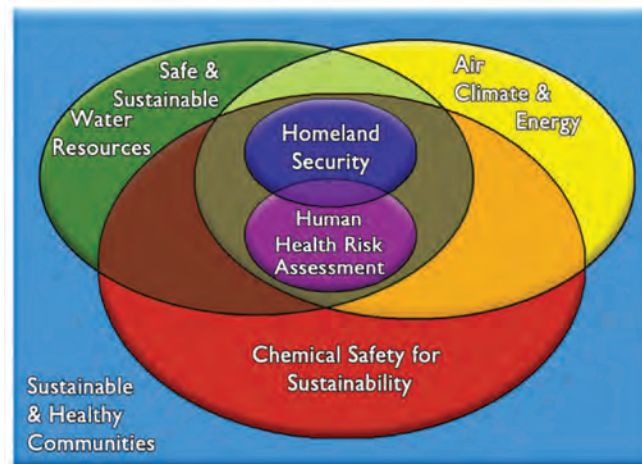 Safe &
Sustainable
Water
Resources
Air
Climate &
Energy
Homeland
Security
Human
Health Risk
Assessment
Chemical Safety for
Sustainability
Sustainable
& Healthy
Communities